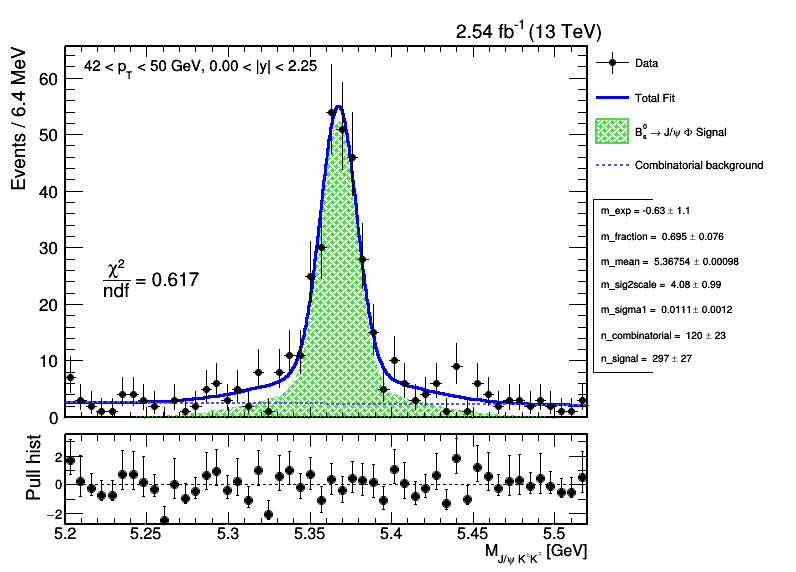 2.54 fb⁻¹ (13 TeV)
42 < p_T < 50 GeV, 0.00 < |y| < 2.25
Events / 6.4 MeV
60
50
40
30
20
10
0
χ²/ndf = 0.617
Data
Total Fit
B⁰ₛ → J/ψ Φ Signal
Combinatorial background
m_exp = -0.63 ± 1.1
m_fraction = 0.695 ± 0.076
m_mean = 5.36754 ± 0.00098
m_sig2scale = 4.08 ± 0.99
m_sigma1 = 0.0111 ± 0.0012
n_combinatorial = 120 ± 23
n_signal = 297 ± 27
Pull hist
2
0
−2
5.2 5.25 5.3 5.35 5.4 5.45 5.5
M_{J/ψ K^±K^∓} [GeV]